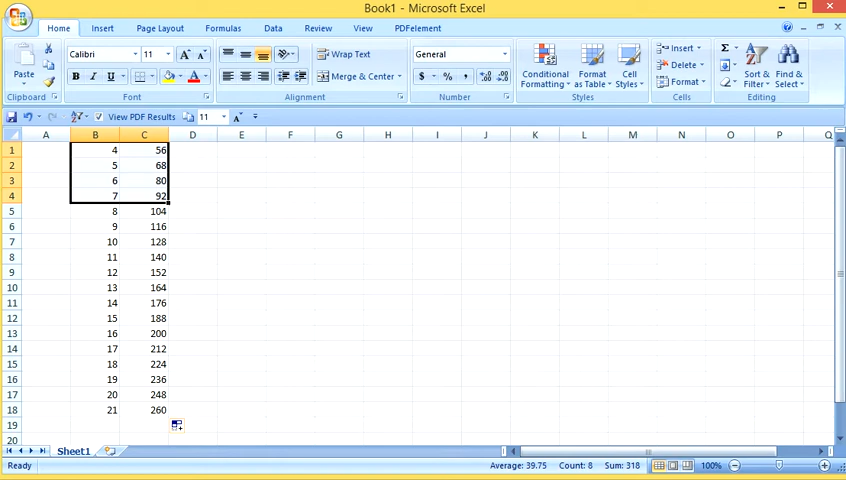 Book1 - Microsoft Excel
Home Insert Page Layout Formulas Data Review View PDFelement
Paste
Calibri 11 A A
Wrap Text
General
Conditional Formatting
Format as Table
Cell Styles
Insert
Delete
Format
Sort & Filter
Find & Select
B I U A
Merge & Center
$ % ,
Clipboard Font Alignment Number Styles Cells Editing
View PDF Results 11 A
A B C D E F G H I J K L M N O P Q
1 4 56
2 5 68
3 6 80
4 7 92
5 8 104
6 9 116
7 10 128
8 11 140
9 12 152
10 13 164
11 14 176
12 15 188
13 16 200
14 17 212
15 18 224
16 19 236
17 20 248
18 21 260
19
20
Sheet1
Ready Average: 39.75 Count: 8 Sum: 318 100%